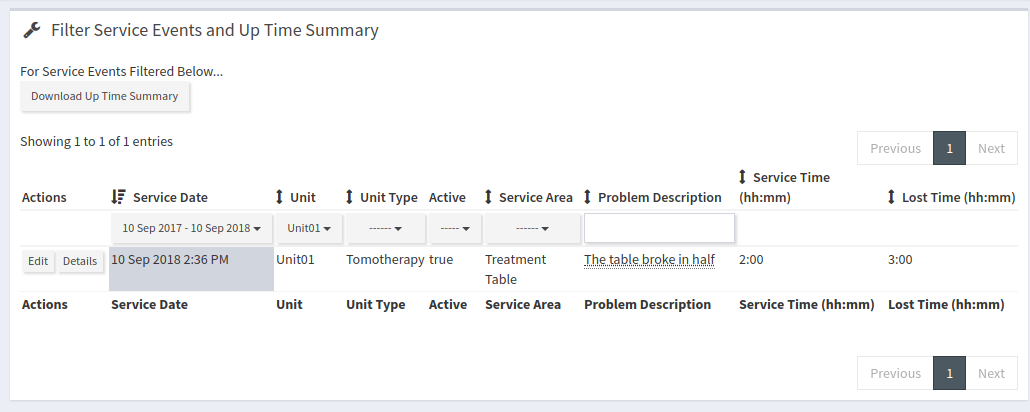 Filter Service Events and Up Time Summary
For Service Events Filtered Below...
Download Up Time Summary
Showing 1 to 1 of 1 entries
Previous 1 Next
Actions Service Date Unit Unit Type Active Service Area Problem Description Service Time (hh:mm) Lost Time (hh:mm)
10 Sep 2017 - 10 Sep 2018 Unit01 ------ ----- ------
Edit Details 10 Sep 2018 2:36 PM Unit01 Tomotherapy true Treatment Table The table broke in half 2:00 3:00
Actions Service Date Unit Unit Type Active Service Area Problem Description Service Time (hh:mm) Lost Time (hh:mm)
Previous 1 Next